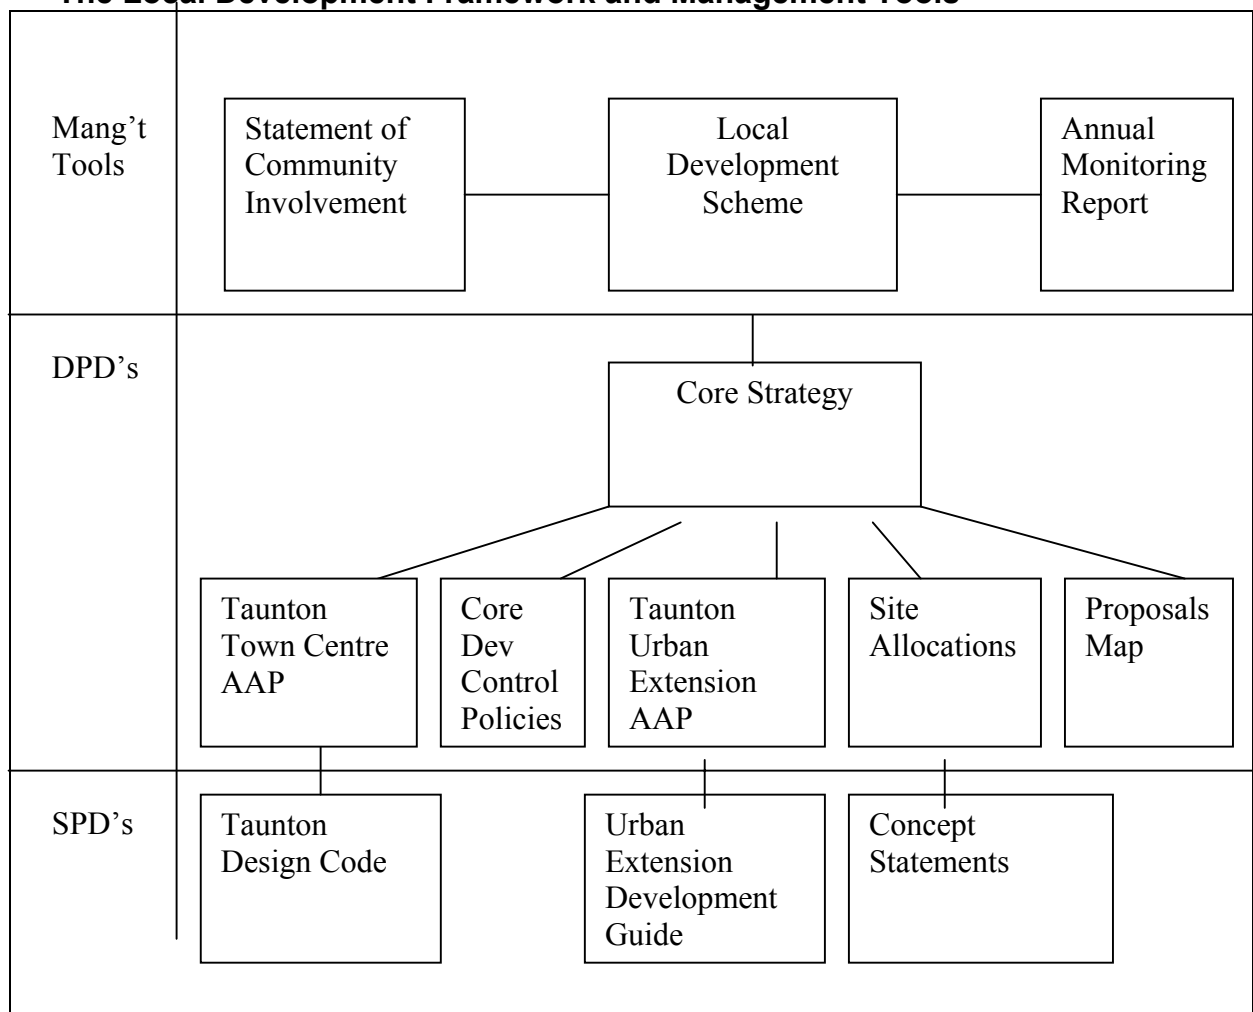 The Local Development Framework and Management Tools
Mang't
Tools
Statement of
Community
Involvement
Local
Development
Scheme
Annual
Monitoring
Report
DPD's
Core Strategy
Taunton
Town Centre
AAP
Core
Dev
Control
Policies
Taunton
Urban
Extension
AAP
Site
Allocations
Proposals
Map
SPD's
Taunton
Design Code
Urban
Extension
Development
Guide
Concept
Statements